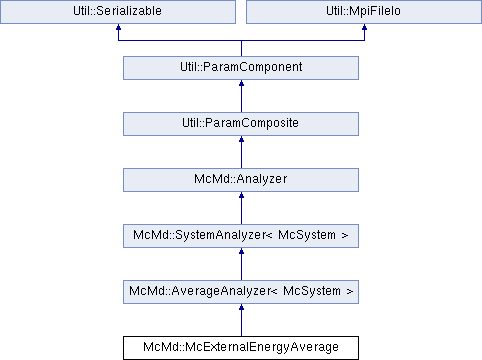 Util::Serializable
Util::MpiFileIo
Util::ParamComponent
Util::ParamComposite
McMd::Analyzer
McMd::SystemAnalyzer< McSystem >
McMd::AverageAnalyzer< McSystem >
McMd::McExternalEnergyAverage